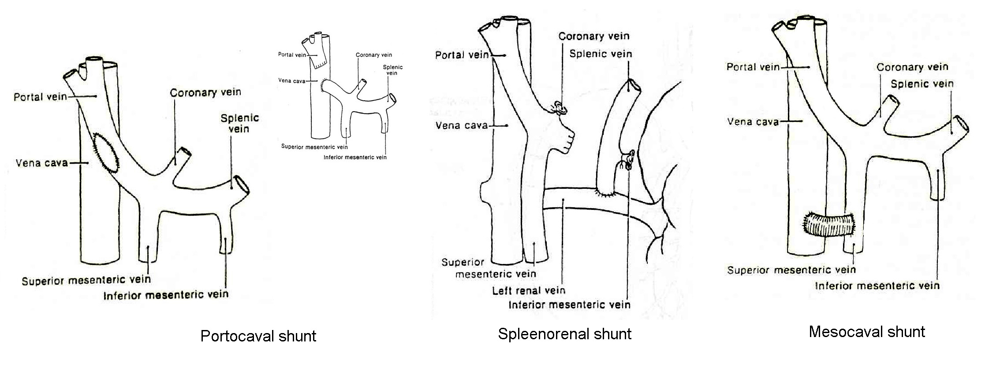 Portal vein
Coronary vein
Splenic
vein
Vena cava
Superior mesenteric vein
Inferior mesenteric vein
Portal vein
Coronary vein
Splenic
vein
Vena cava
Superior mesenteric vein
Inferior mesenteric vein
Portocaval shunt
Coronary vein
Portal vein
Splenic vein
Vena cava
Superior
mesenteric vein
Left renal vein
Inferior mesenteric vein
Spleenorenal shunt
Portal vein
Coronary vein
Splenic vein
Vena cava
Superior mesenteric vein
Inferior mesenteric vein
Mesocaval shunt